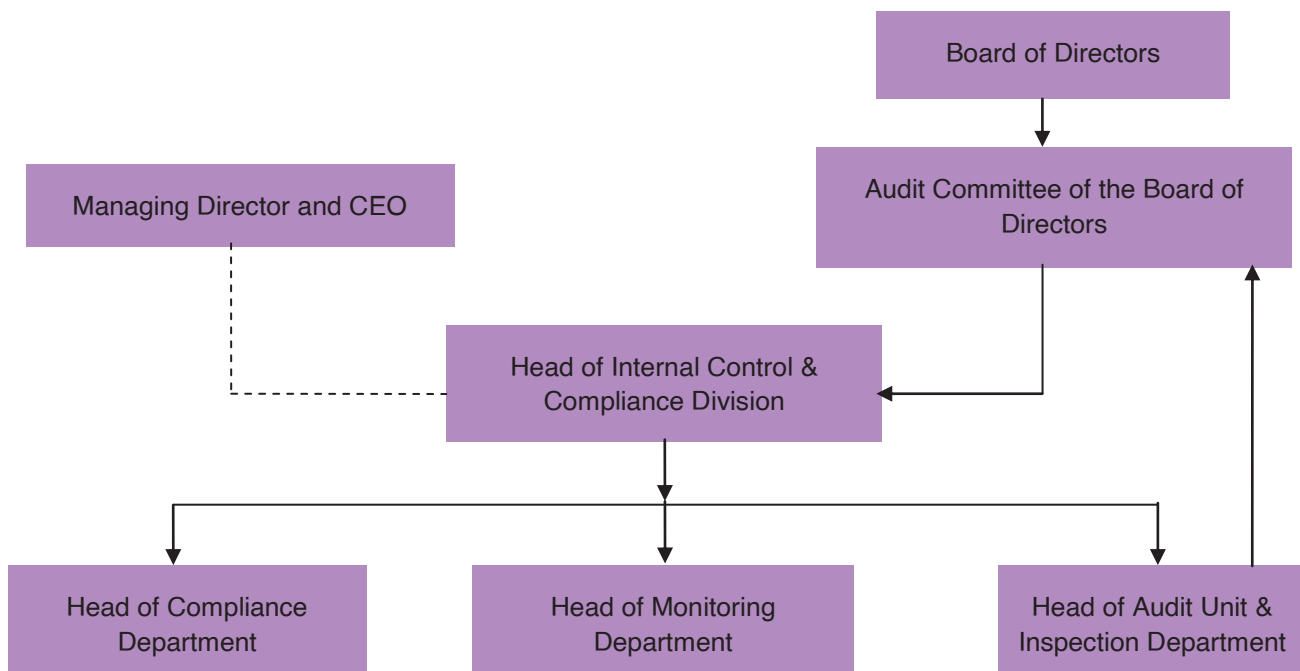 Board of Directors
Managing Director and CEO
Audit Committee of the Board of
Directors
Head of Internal Control &
Compliance Division
Head of Compliance
Department
Head of Monitoring
Department
Head of Audit Unit &
Inspection Department